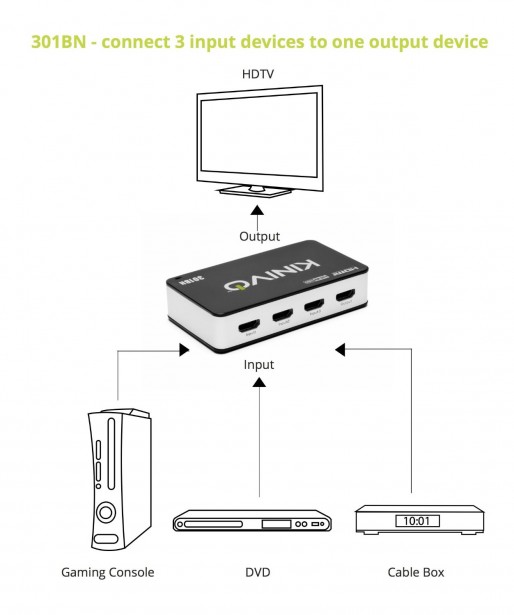 301BN - connect 3 input devices to one output device
HDTV
Output
301BN
KINIVO
HDMI
Input
10:01
Gaming Console
DVD
Cable Box